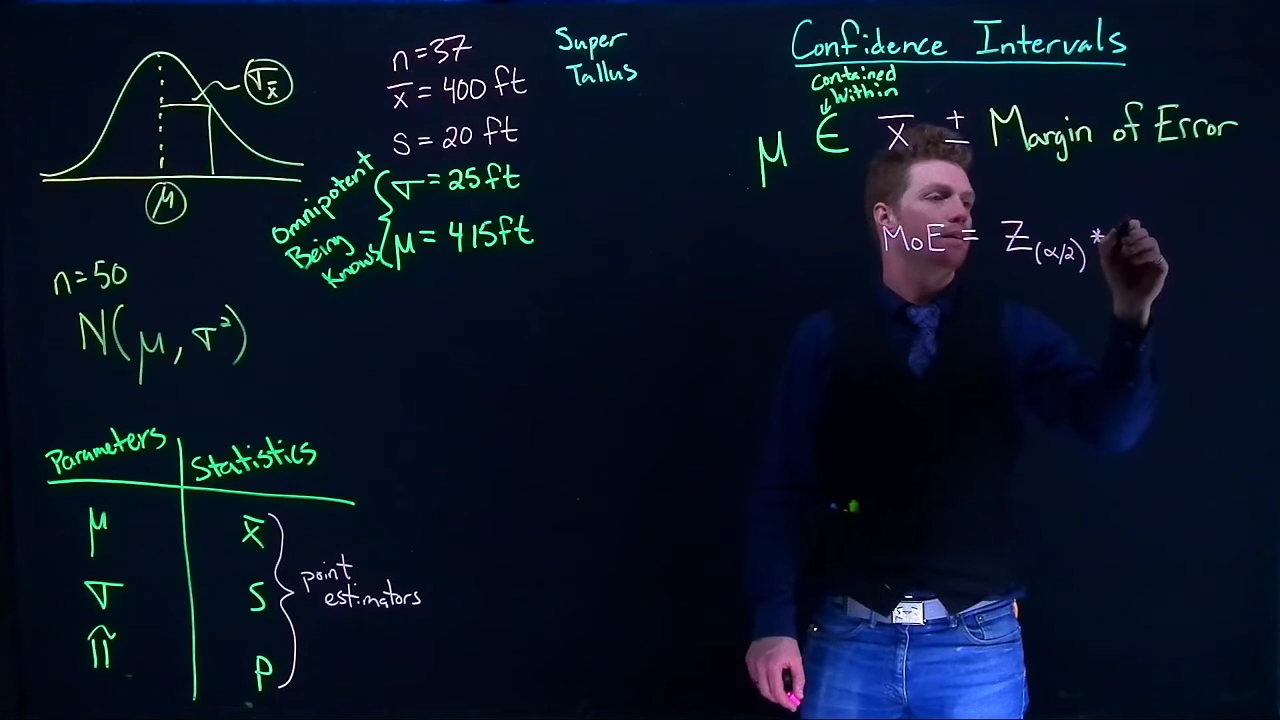 σx̅
μ
n=37
x̅ = 400 ft
s = 20 ft
σ = 25 ft
μ = 415 ft
Omnipotent
Being
Knows
Super
Tallus
n=50
N(μ, σ²)
Parameters Statistics
μ x̅
σ s
π p
point
estimators
Confidence Intervals
contained
within
μ ∈ x̅ ± Margin of Error
MoE = Z(α/2) *